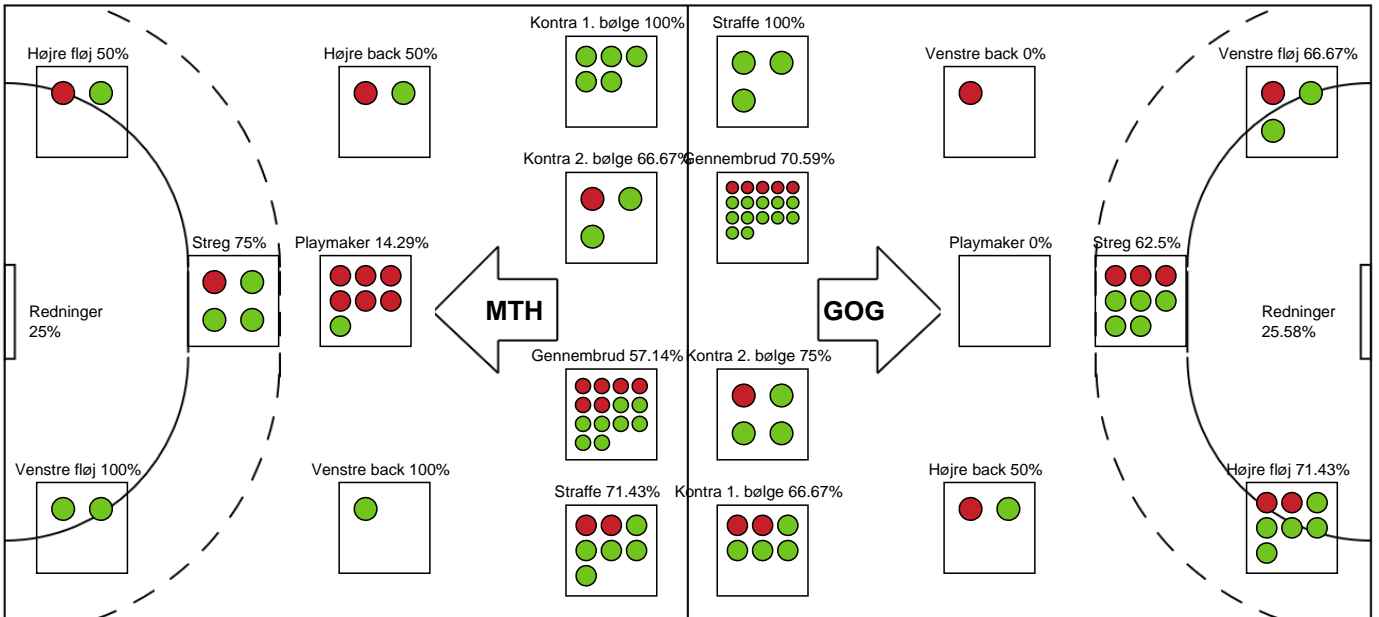 Kontra 1. bølge 100%
Straffe 100%
Højre fløj 50%
Højre back 50%
Venstre back 0%
Venstre fløj 66.67%
Kontra 2. bølge 66.67%
Gennembrud 70.59%
Streg 75%
Playmaker 14.29%
Playmaker 0%
Streg 62.5%
Redninger
25%
MTH
GOG
Redninger
25.58%
Gennembrud 57.14%
Kontra 2. bølge 75%
Venstre fløj 100%
Venstre back 100%
Højre back 50%
Højre fløj 71.43%
Straffe 71.43%
Kontra 1. bølge 66.67%